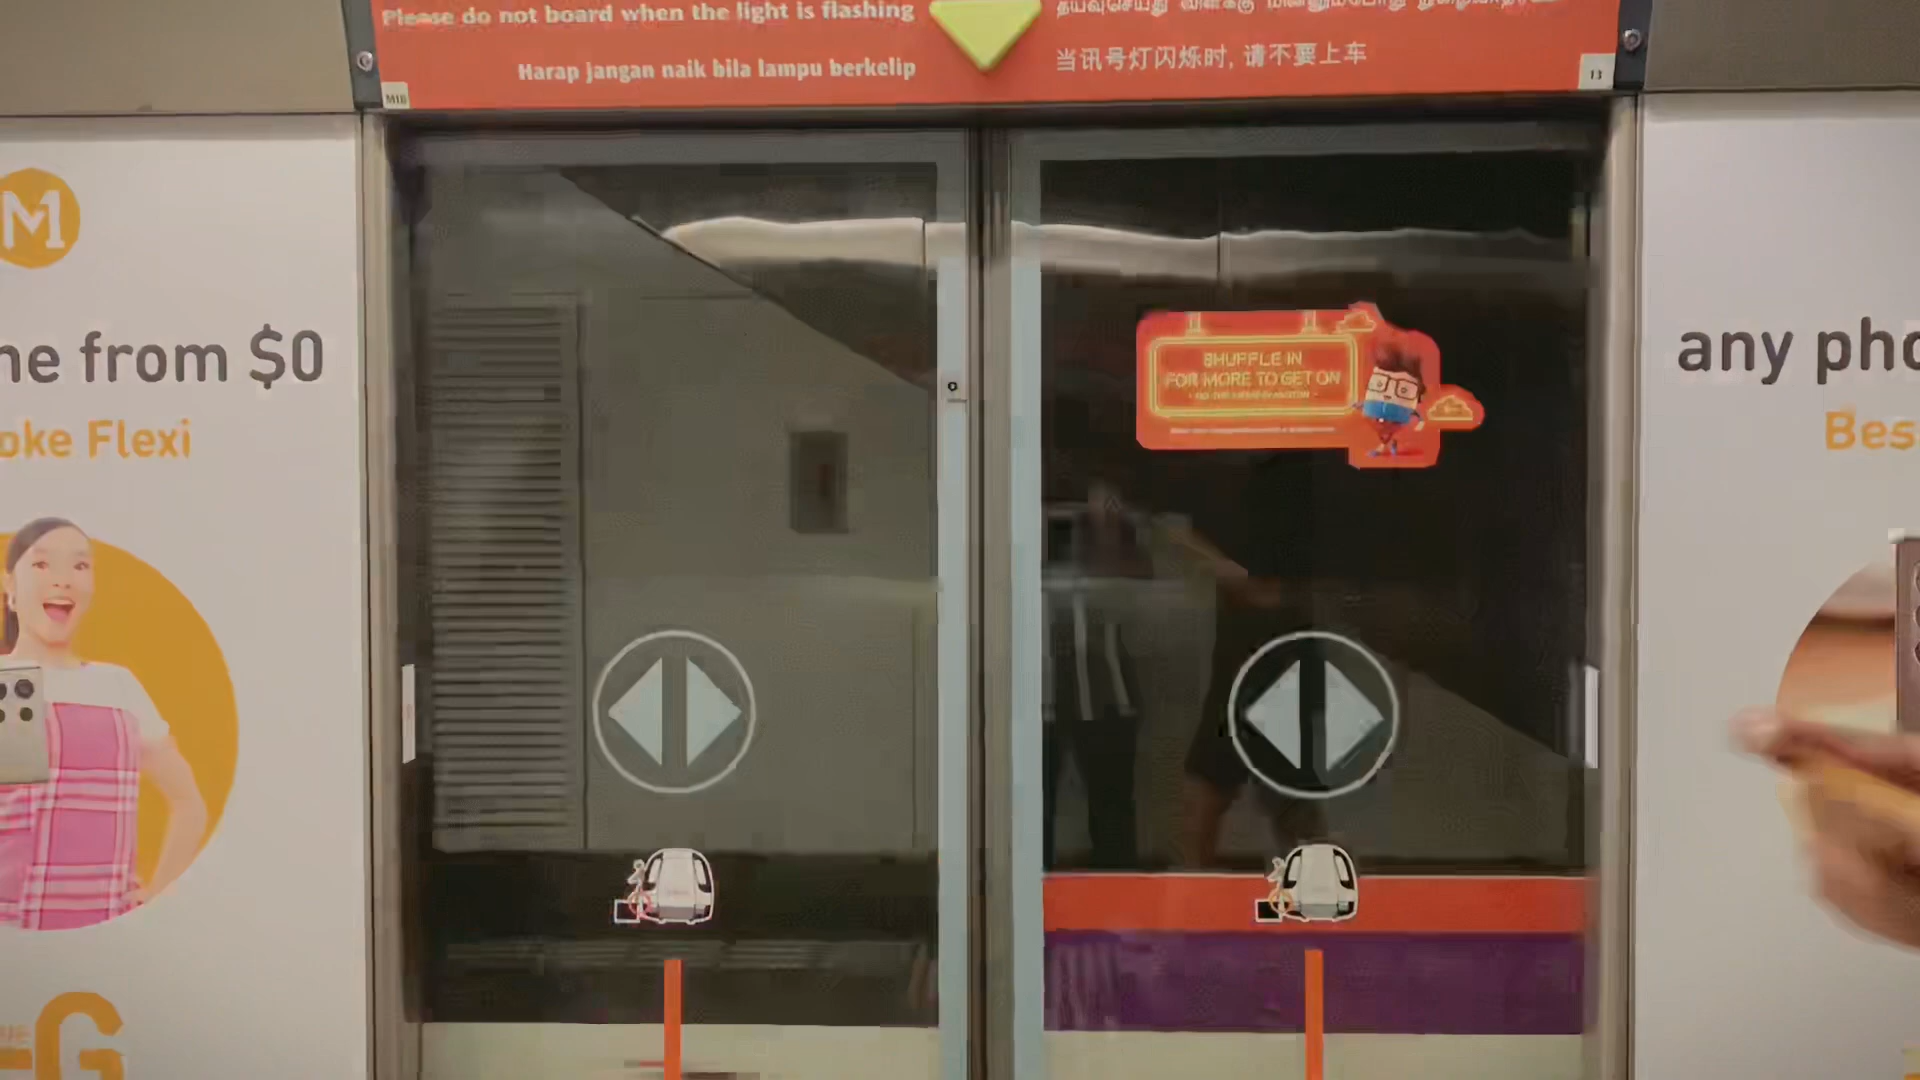 Please do not board when the light is flashing
Harap jangan naik bila lampu berkelip
当讯号灯闪烁时, 请不要上车
13
M1
ne from $0
oke Flexi
SHUFFLE IN
FOR MORE TO GET ON
any pho
Bes
G